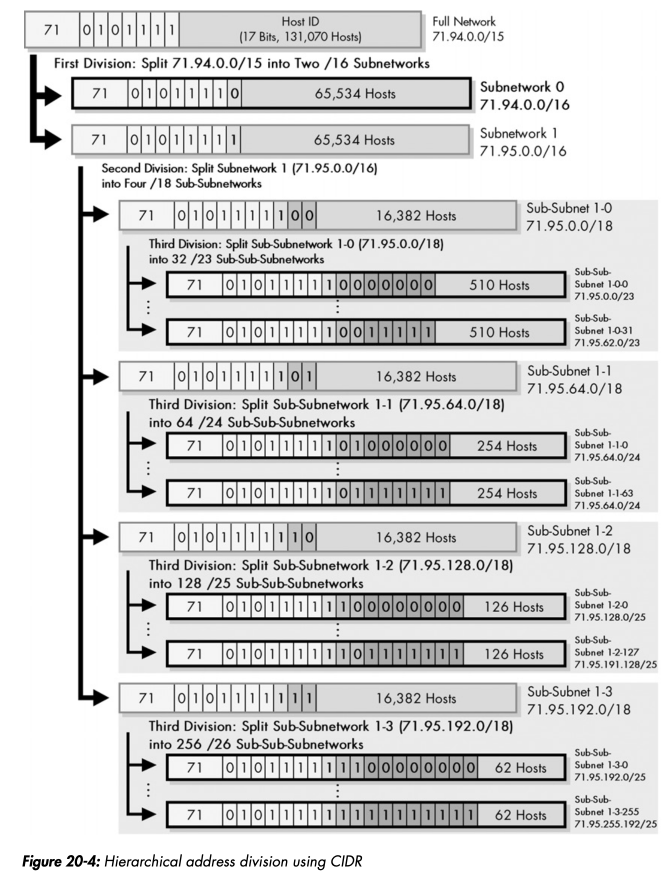 71 0 1 0 1 1 1 1 Host ID
(17 Bits, 131,070 Hosts)
Full Network
71.94.0.0/15
First Division: Split 71.94.0.0/15 into Two /16 Subnetworks
71 0 1 0 1 1 1 1 0 65,534 Hosts
Subnetwork 0
71.94.0.0/16
71 0 1 0 1 1 1 1 1 65,534 Hosts
Subnetwork 1
71.95.0.0/16
Second Division: Split Subnetwork 1 (71.95.0.0/16)
into Four /18 Sub-Subnetworks
71 0 1 0 1 1 1 1 1 0 0 16,382 Hosts
Sub-Subnet 1-0
71.95.0.0/18
Third Division: Split Sub-Subnetwork 1-0 (71.95.0.0/18)
into 32 /23 Sub-Sub-Subnetworks
71 0 1 0 1 1 1 1 1 0 0 0 0 0 0 0 510 Hosts
Sub-Sub-
Subnet 1-0-0
71.95.0.0/23
71 0 1 0 1 1 1 1 1 0 0 1 1 1 1 1 510 Hosts
Sub-Sub-
Subnet 1-0-31
71.95.62.0/23
71 0 1 0 1 1 1 1 1 0 1 16,382 Hosts
Sub-Subnet 1-1
71.95.64.0/18
Third Division: Split Sub-Subnetwork 1-1 (71.95.64.0/18)
into 64 /24 Sub-Sub-Subnetworks
71 0 1 0 1 1 1 1 1 0 1 0 0 0 0 0 0 254 Hosts
Sub-Sub-
Subnet 1-1-0
71.95.64.0/24
71 0 1 0 1 1 1 1 1 0 1 1 1 1 1 1 1 254 Hosts
Sub-Sub-
Subnet 1-1-63
71.95.64.0/24
71 0 1 0 1 1 1 1 1 1 0 16,382 Hosts
Sub-Subnet 1-2
71.95.128.0/18
Third Division: Split Sub-Subnetwork 1-2 (71.95.128.0/18)
into 128 /25 Sub-Sub-Subnetworks
71 0 1 0 1 1 1 1 1 1 0 0 0 0 0 0 0 0 126 Hosts
Sub-Sub-
Subnet 1-2-0
71.95.128.0/25
71 0 1 0 1 1 1 1 1 1 0 1 1 1 1 1 1 1 126 Hosts
Sub-Sub-
Subnet 1-2-127
71.95.191.128/25
71 0 1 0 1 1 1 1 1 1 1 16,382 Hosts
Sub-Subnet 1-3
71.95.192.0/18
Third Division: Split Sub-Subnetwork 1-3 (71.95.192.0/18)
into 256 /26 Sub-Sub-Subnetworks
71 0 1 0 1 1 1 1 1 1 1 0 0 0 0 0 0 0 0 62 Hosts
Sub-Sub-
Subnet 1-3-0
71.95.192.0/25
71 0 1 0 1 1 1 1 1 1 1 1 1 1 1 1 1 1 1 62 Hosts
Sub-Sub-
Subnet 1-3-255
71.95.255.192/25
Figure 20-4: Hierarchical address division using CIDR